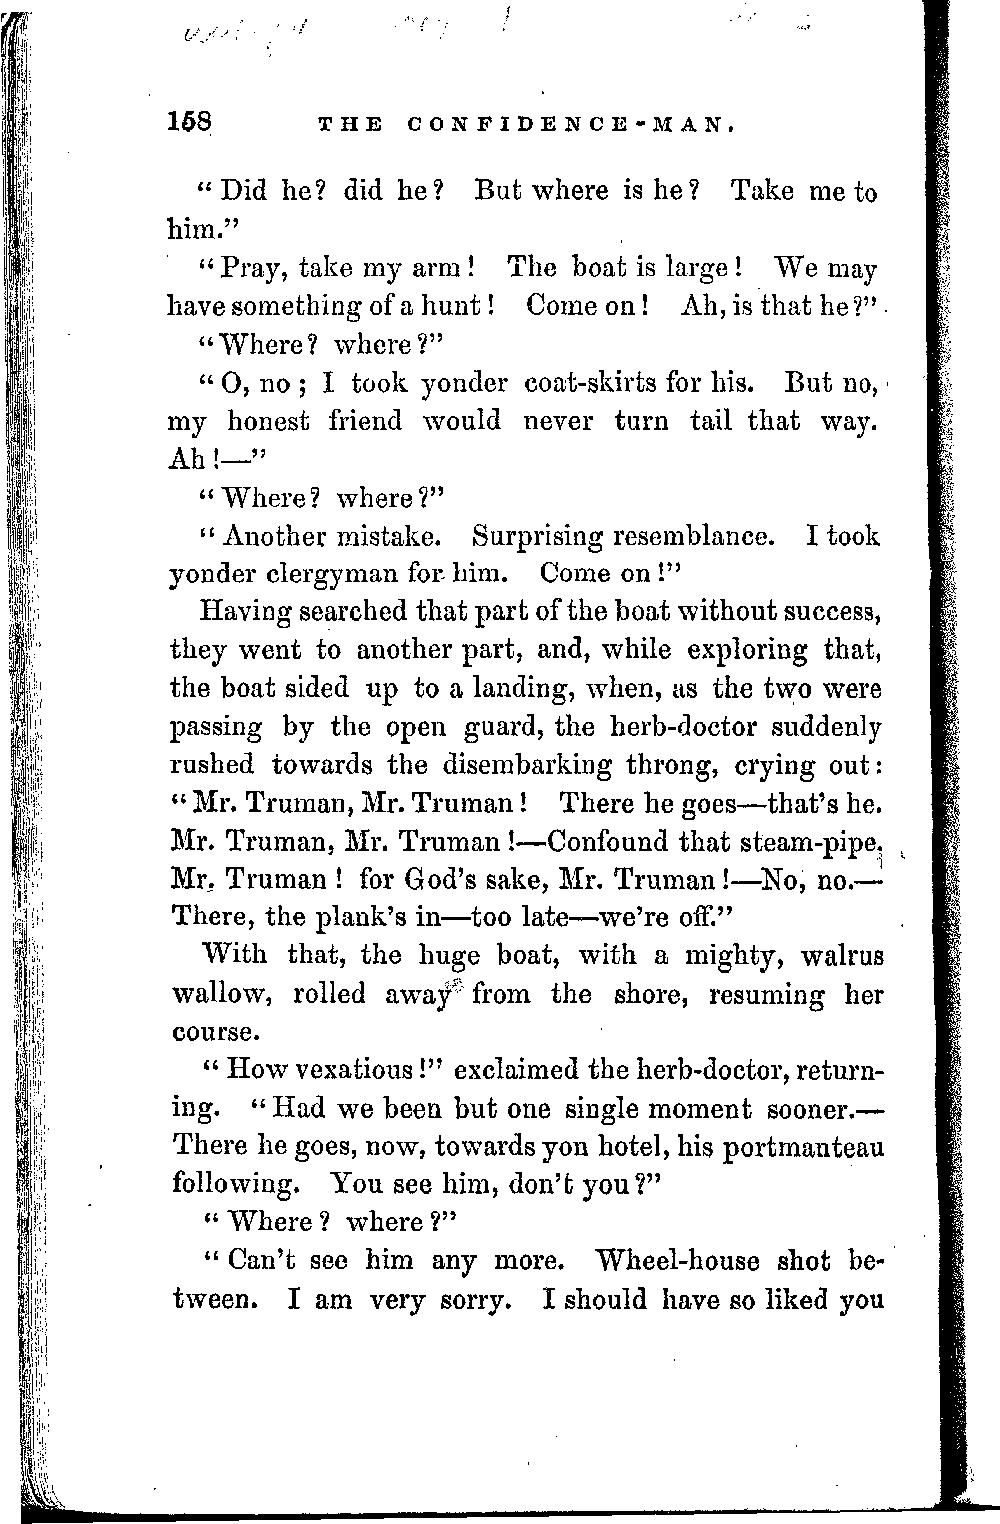 158 THE CONFIDENCE-MAN.
“Did he? did he? But where is he? Take me to
him.”
“Pray, take my arm! The boat is large! We may
have something of a hunt! Come on! Ah, is that he?”
“Where? where?”
“O, no; I took yonder coat-skirts for his. But no,
my honest friend would never turn tail that way.
Ah!—”
“Where? where?”
“Another mistake. Surprising resemblance. I took
yonder clergyman for him. Come on!”
Having searched that part of the boat without success,
they went to another part, and, while exploring that,
the boat sided up to a landing, when, as the two were
passing by the open guard, the herb-doctor suddenly
rushed towards the disembarking throng, crying out:
“Mr. Truman, Mr. Truman! There he goes—that’s he.
Mr. Truman, Mr. Truman!—Confound that steam-pipe.
Mr. Truman! for God’s sake, Mr. Truman!—No, no.—
There, the plank’s in—too late—we’re off.”
With that, the huge boat, with a mighty, walrus
wallow, rolled away from the shore, resuming her
course.
“How vexatious!” exclaimed the herb-doctor, return-
ing. “Had we been but one single moment sooner.—
There he goes, now, towards yon hotel, his portmanteau
following. You see him, don’t you?”
“Where? where?”
“Can’t see him any more. Wheel-house shot be-
tween. I am very sorry. I should have so liked you